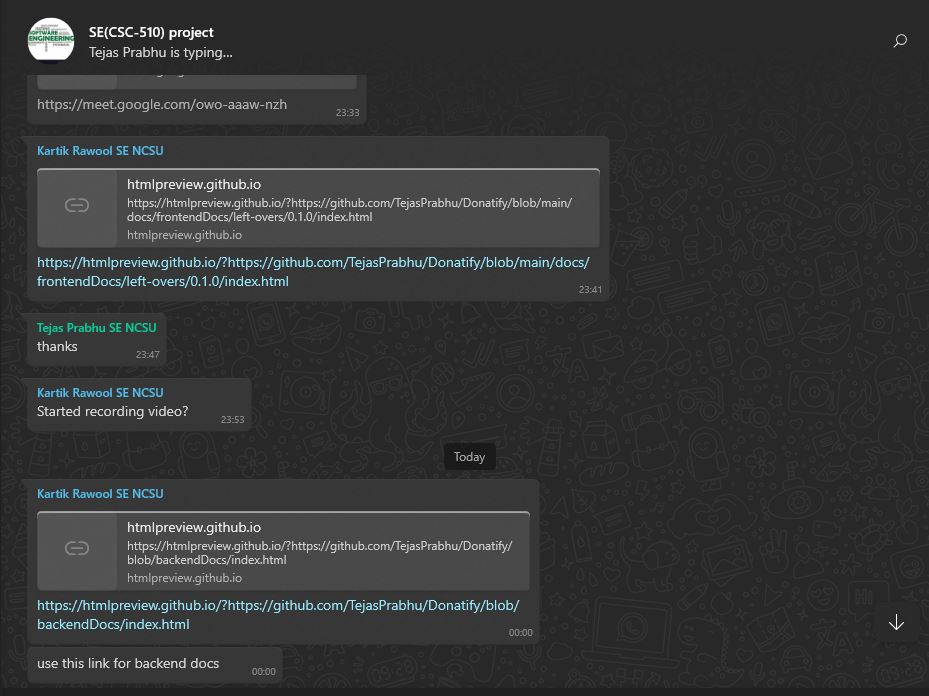 SOFTWARE
ENGINEERING
SE(CSC-510) project
Tejas Prabhu is typing...
https://meet.google.com/owo-aaaw-nzh
23:33
Kartik Rawool SE NCSU
htmlpreview.github.io
https://htmlpreview.github.io/?https://github.com/TejasPrabhu/Donatify/blob/main/
docs/frontendDocs/left-overs/0.1.0/index.html
htmlpreview.github.io
https://htmlpreview.github.io/?https://github.com/TejasPrabhu/Donatify/blob/main/docs/
frontendDocs/left-overs/0.1.0/index.html
23:41
Tejas Prabhu SE NCSU
thanks
23:47
Kartik Rawool SE NCSU
Started recording video?
23:53
Today
Kartik Rawool SE NCSU
htmlpreview.github.io
https://htmlpreview.github.io/?https://github.com/TejasPrabhu/Donatify/
blob/backendDocs/index.html
htmlpreview.github.io
https://htmlpreview.github.io/?https://github.com/TejasPrabhu/Donatify/blob/
backendDocs/index.html
00:00
use this link for backend docs
00:00